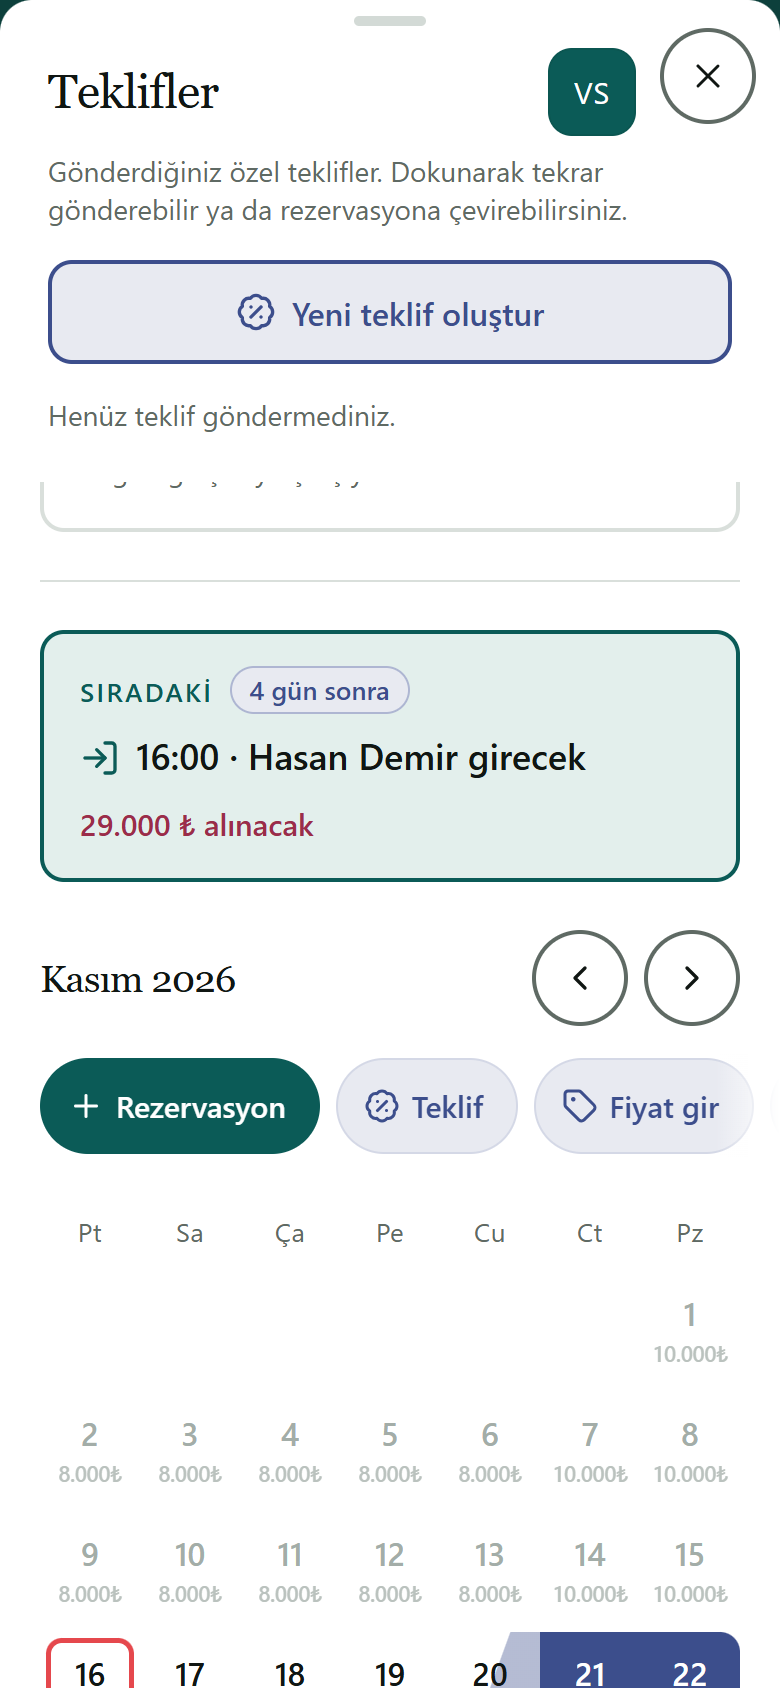 Teklifler
VS
Gönderdiğiniz özel teklifler. Dokunarak tekrar
gönderebilir ya da rezervasyona çevirebilirsiniz.
Yeni teklif oluştur
Henüz teklif göndermediniz.
SIRADAKİ
4 gün sonra
16:00 · Hasan Demir girecek
29.000 ₺ alınacak
Kasım 2026
Rezervasyon
Teklif
Fiyat gir
Pt Sa Ça Pe Cu Ct Pz
1
10.000₺
2 3 4 5 6 7 8
8.000₺ 8.000₺ 8.000₺ 8.000₺ 8.000₺ 10.000₺ 10.000₺
9 10 11 12 13 14 15
8.000₺ 8.000₺ 8.000₺ 8.000₺ 8.000₺ 10.000₺ 10.000₺
16 17 18 19 20 21 22